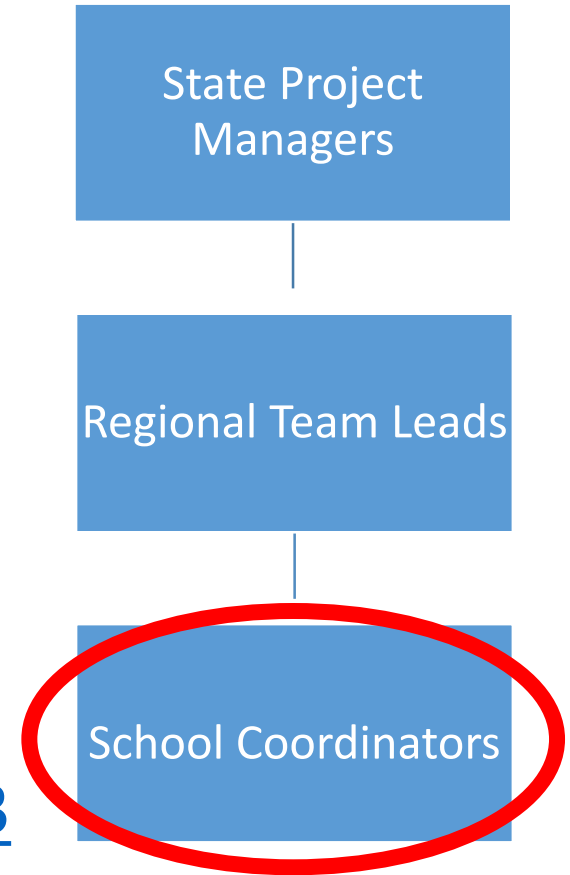 State Project
Managers
Regional Team Leads
School Coordinators